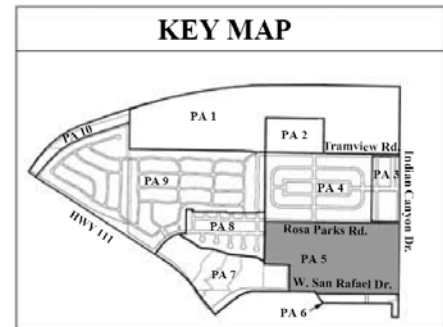 KEY MAP
PA 1
PA 10
PA 2
Tramview Rd.
PA 3
PA 9
PA 4
Indian Canyon Dr.
HWY 111
PA 8
Rosa Parks Rd.
PA 5
PA 7
W. San Rafael Dr.
PA 6